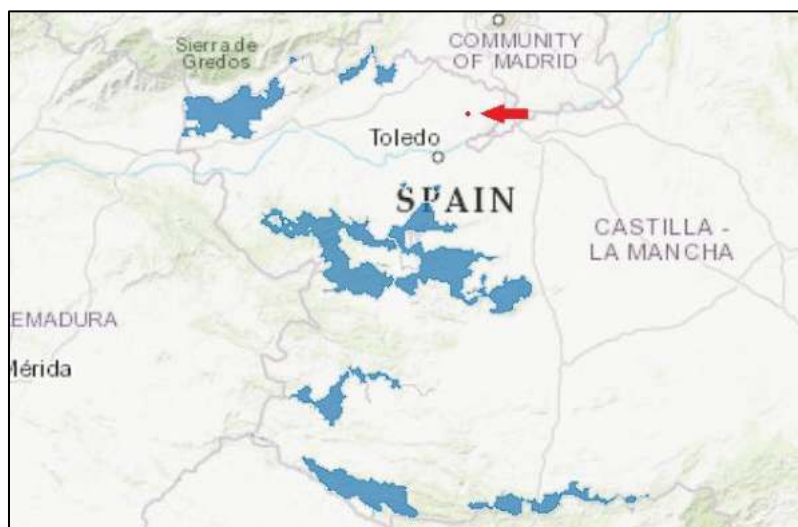 Sierra de
Gredos
COMMUNITY
OF MADRID
Toledo
SPAIN
CASTILLA -
LA MANCHA
EMADURA
Mérida